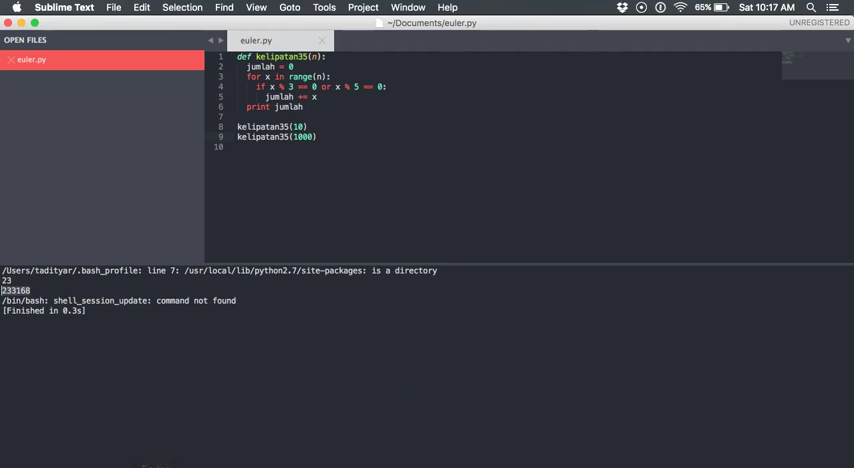 Sublime Text File Edit Selection Find View Goto Tools Project Window Help 65% Sat 10:17 AM
~/Documents/euler.py UNREGISTERED
OPEN FILES
euler.py
euler.py
1 def kelipatan35(n):
2 jumlah = 0
3 for x in range(n):
4 if x % 3 == 0 or x % 5 == 0:
5 jumlah += x
6 print jumlah
7
8 kelipatan35(10)
9 kelipatan35(1000)
10
/Users/tadityar/.bash_profile: line 7: /usr/local/lib/python2.7/site-packages: is a directory
23
233168
/bin/bash: shell_session_update: command not found
[Finished in 0.3s]